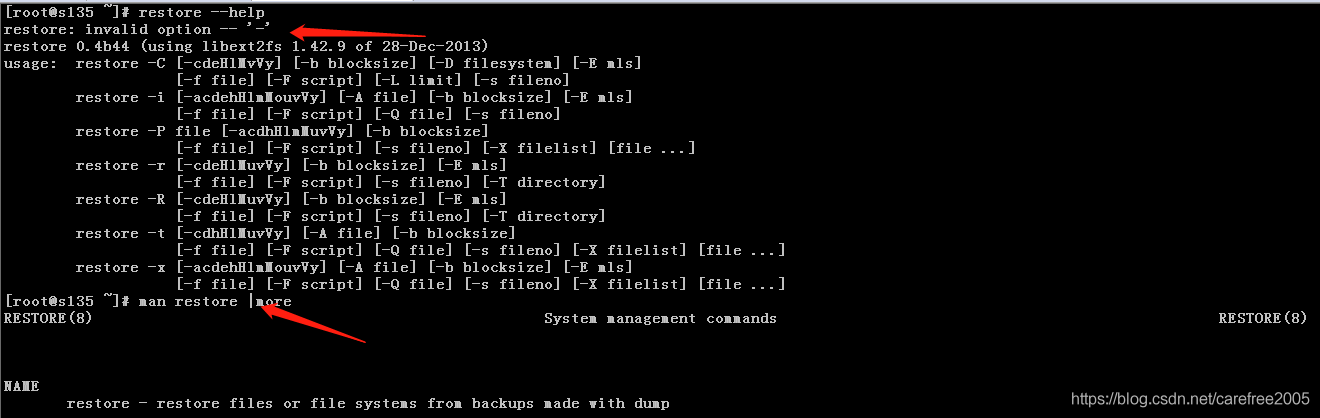 [root@s135 ~]# restore --help
restore: invalid option -- '-'
restore 0.4b44 (using libext2fs 1.42.9 of 28-Dec-2013)
usage:  restore -C [-cdeHlMvVy] [-b blocksize] [-D filesystem] [-E mls]
                   [-f file] [-F script] [-L limit] [-s fileno]
        restore -i [-acdehHlmMouvVy] [-A file] [-b blocksize] [-E mls]
                   [-f file] [-F script] [-Q file] [-s fileno]
        restore -P file [-acdhHlmMuvVy] [-b blocksize]
                   [-f file] [-F script] [-s fileno] [-X filelist] [file ...]
        restore -r [-cdeHlMuvVy] [-b blocksize] [-E mls]
                   [-f file] [-F script] [-s fileno] [-T directory]
        restore -R [-cdeHlMuvVy] [-b blocksize] [-E mls]
                   [-f file] [-F script] [-s fileno] [-T directory]
        restore -t [-cdhHlMuvVy] [-A file] [-b blocksize]
                   [-f file] [-F script] [-Q file] [-s fileno] [-X filelist] [file ...]
        restore -x [-acdehHlmMouvVy] [-A file] [-b blocksize] [-E mls]
                   [-f file] [-F script] [-Q file] [-s fileno] [-X filelist] [file ...]
[root@s135 ~]# man restore |more
RESTORE(8) System management commands RESTORE(8)
NAME
       restore - restore files or file systems from backups made with dump
https://blog.csdn.net/carefree2005